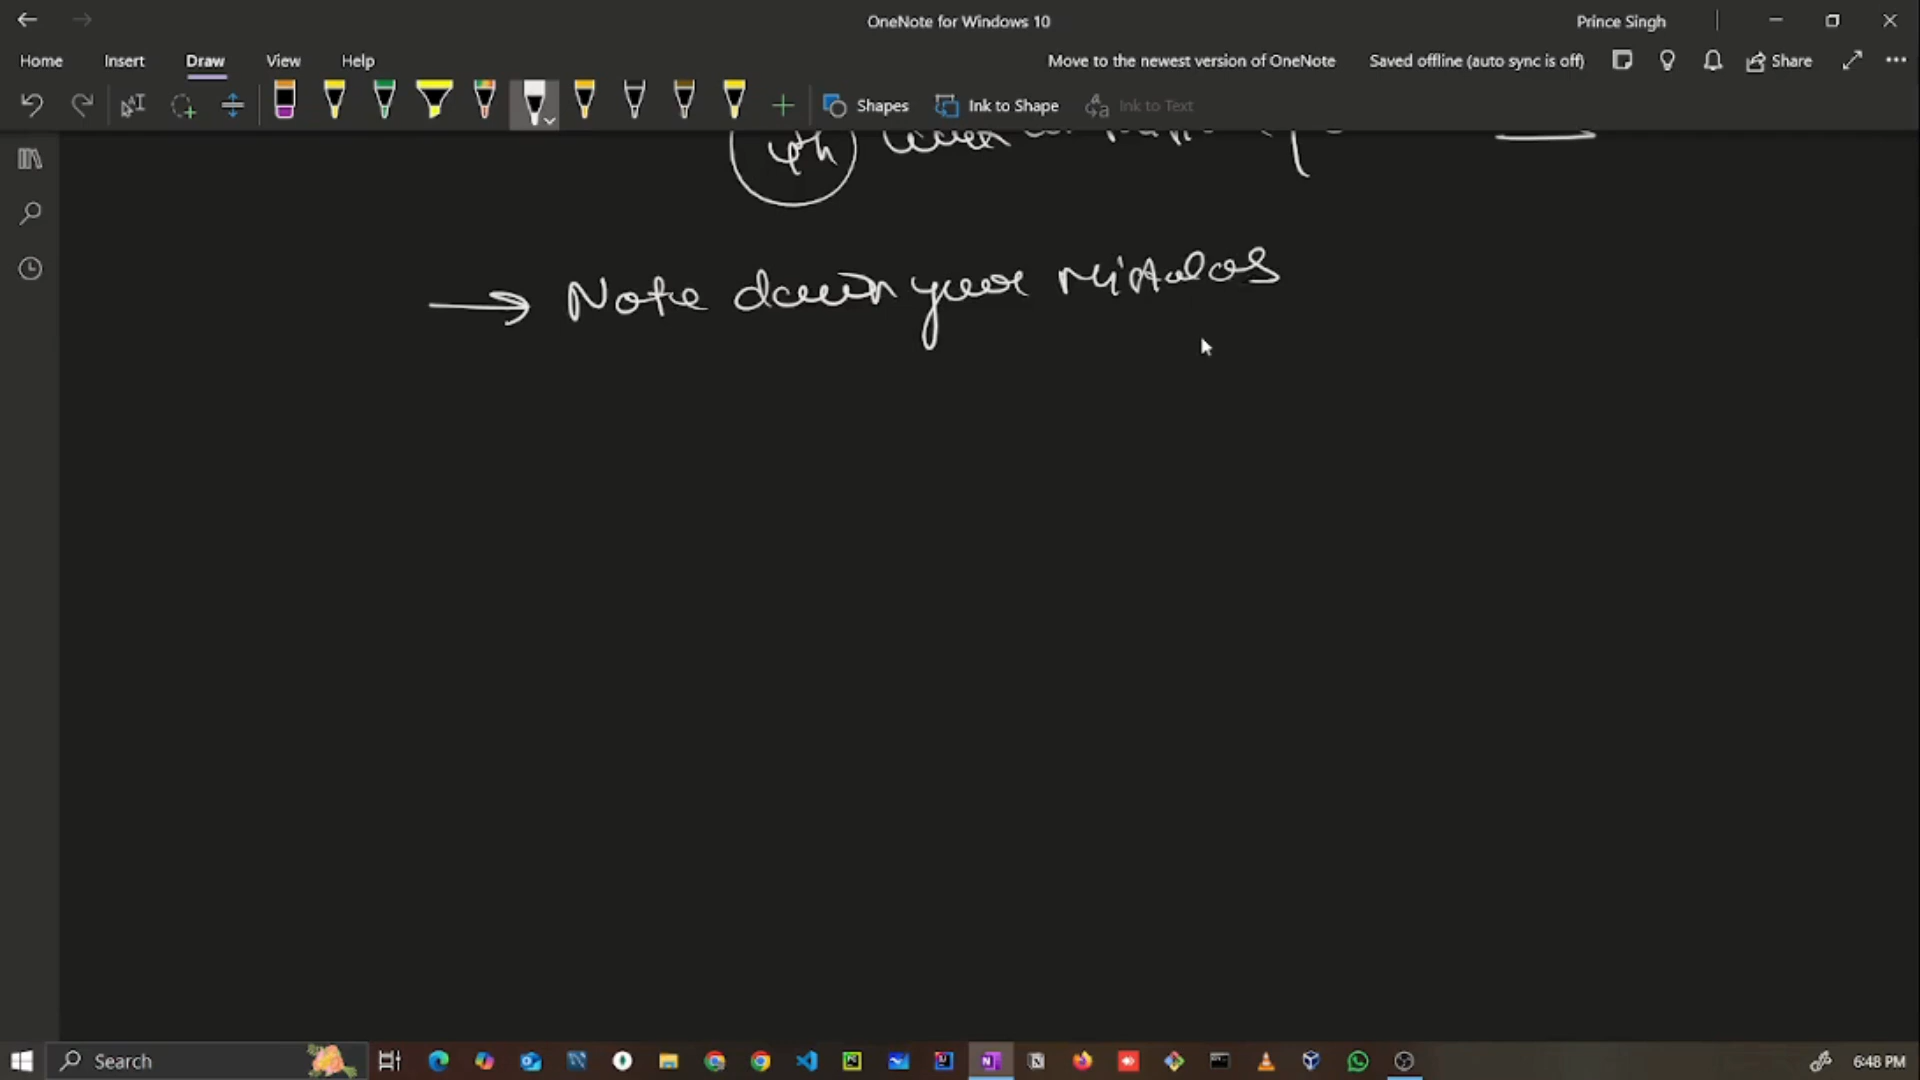 OneNote for Windows 10
Prince Singh
Home Insert Draw View Help
Move to the newest version of OneNote Saved offline (auto sync is off) Share
Shapes Ink to Shape Ink to Text
4th
→ Note down your mistakes
Search
6:48 PM